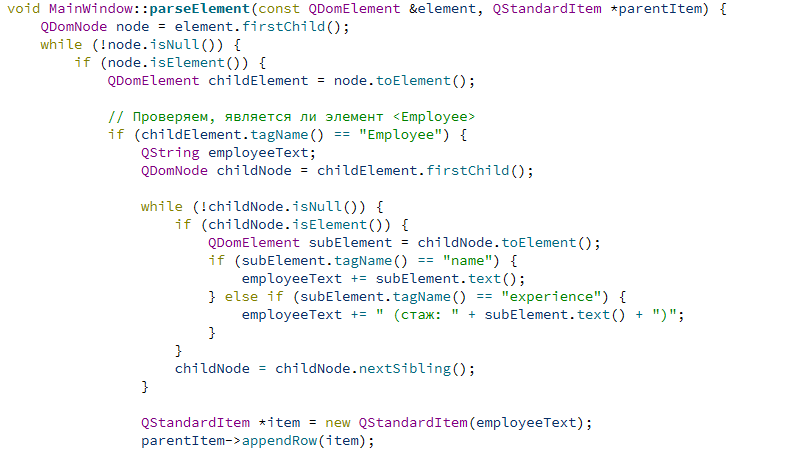 void MainWindow::parseElement(const QDomElement &element, QStandardItem *parentItem) {
    QDomNode node = element.firstChild();
    while (!node.isNull()) {
        if (node.isElement()) {
            QDomElement childElement = node.toElement();

            // Проверяем, является ли элемент <Employee>
            if (childElement.tagName() == "Employee") {
                QString employeeText;
                QDomNode childNode = childElement.firstChild();

                while (!childNode.isNull()) {
                    if (childNode.isElement()) {
                        QDomElement subElement = childNode.toElement();
                        if (subElement.tagName() == "name") {
                            employeeText += subElement.text();
                        } else if (subElement.tagName() == "experience") {
                            employeeText += " (стаж: " + subElement.text() + ")";
                        }
                    }
                    childNode = childNode.nextSibling();
                }

                QStandardItem *item = new QStandardItem(employeeText);
                parentItem->appendRow(item);